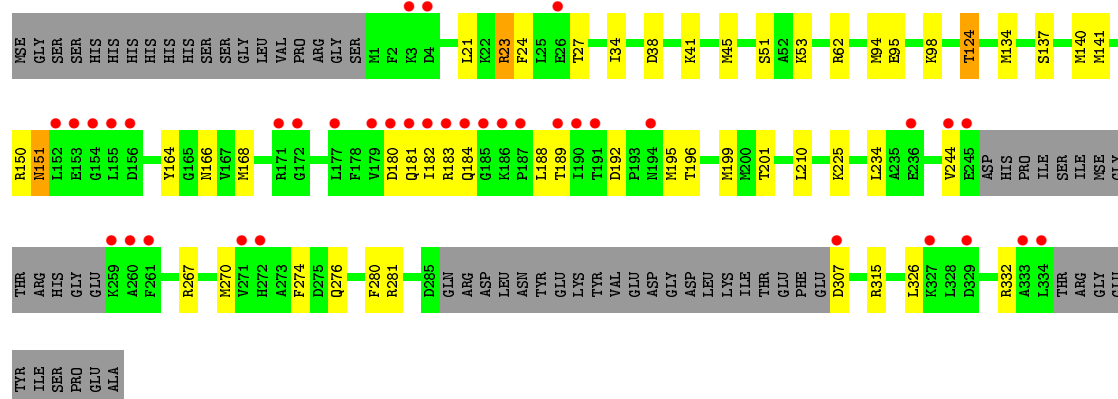 MSE GLY SER SER HIS HIS HIS HIS HIS HIS SER SER GLY LEU VAL PRO ARG GLY SER M1 F2 K3 D4 L21 K22 R23 F24 L25 E26 T27 I34 D38 K41 M45 S51 A52 K53 R62 M94 E95 K98 T124 M134 S137 M140 M141
R150 N151 L152 E153 G154 L155 D156 Y164 G165 N166 V167 M168 R171 G172 L177 F178 V179 D180 Q181 I182 R183 Q184 G185 K186 P187 L188 T189 I190 T191 D192 P193 N194 M195 T196 M199 M200 T201 L210 K225 L234 A235 E236 V244 E245 ASP HIS PRO ILE SER ILE MSE GLY
THR ARG HIS GLY GLU K259 A260 F261 R267 M270 V271 H272 A273 F274 D275 Q276 F280 R281 D285 GLN ARG ASP LEU ASN TYR GLU LYS TYR VAL GLU ASP GLY ASP LEU LYS ILE THR GLU PHE GLU D307 R315 L326 K327 L328 D329 R332 A333 L334 THR ARG GLY GLU
TYR ILE SER PRO GLU ALA